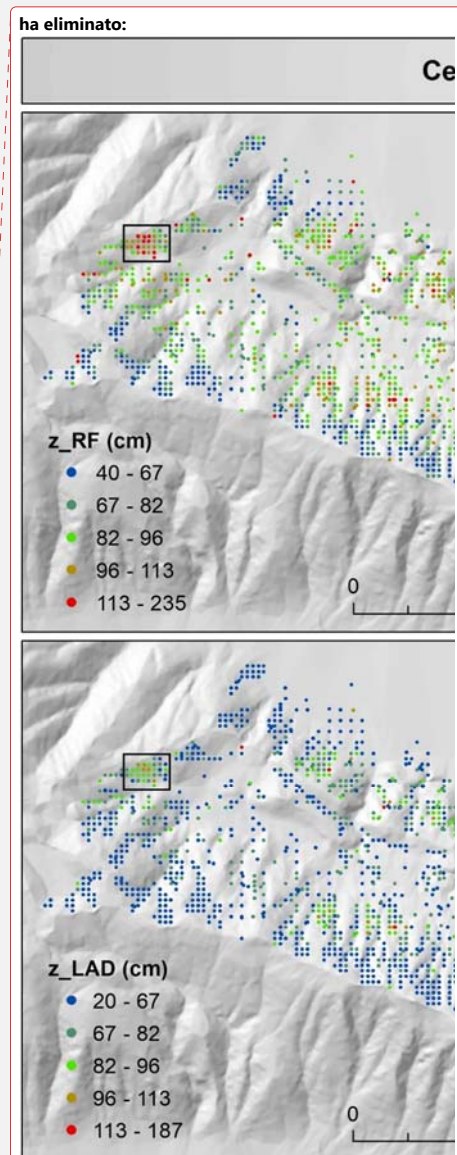 ha eliminato:
Ce
z_RF (cm)
40 - 67
67 - 82
82 - 96
96 - 113
113 - 235
0
z_LAD (cm)
20 - 67
67 - 82
82 - 96
96 - 113
113 - 187
0